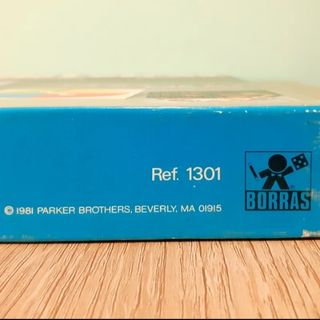 Ref. 1301
© 1981 PARKER BROTHERS, BEVERLY, MA 01915
BORRAS